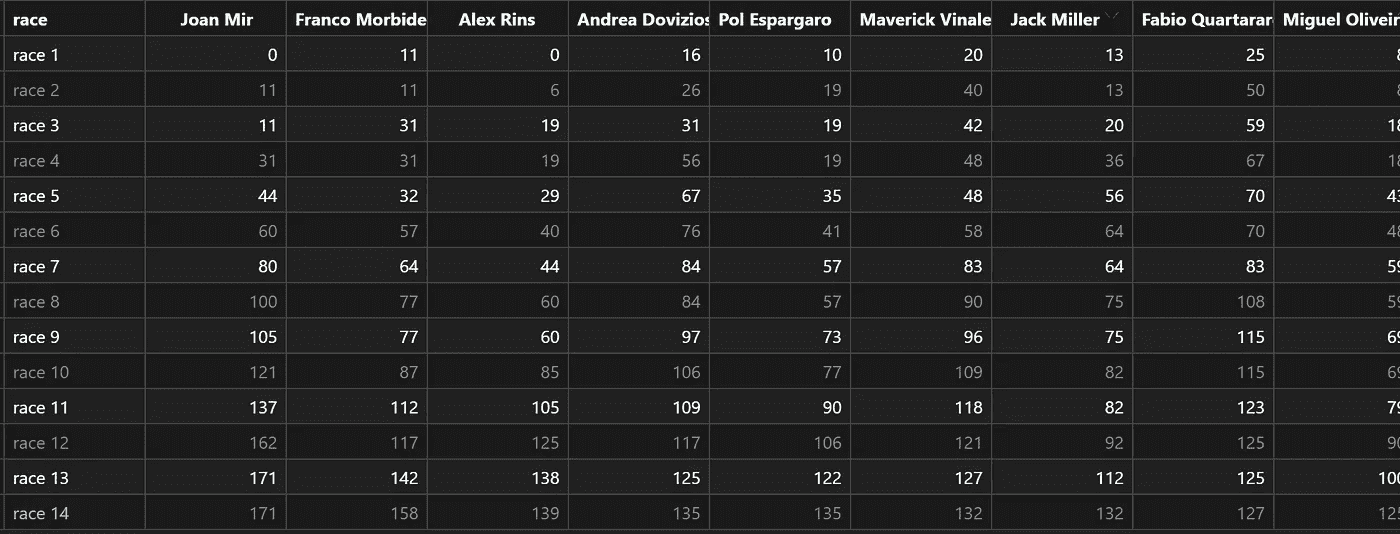 race Joan Mir Franco Morbide Alex Rins Andrea Dovizios Pol Espargaro Maverick Vinale Jack Miller Fabio Quartarar Miguel Oliveir
race 1 0 11 0 16 10 20 13 25 8
race 2 11 11 6 26 19 40 13 50 8
race 3 11 31 19 31 19 42 20 59 18
race 4 31 31 19 56 19 48 36 67 18
race 5 44 32 29 67 35 48 56 70 43
race 6 60 57 40 76 41 58 64 70 48
race 7 80 64 44 84 57 83 64 83 59
race 8 100 77 60 84 57 90 75 108 59
race 9 105 77 60 97 73 96 75 115 69
race 10 121 87 85 106 77 109 82 115 69
race 11 137 112 105 109 90 118 82 123 79
race 12 162 117 125 117 106 121 92 125 90
race 13 171 142 138 125 122 127 112 125 100
race 14 171 158 139 135 135 132 132 127 125